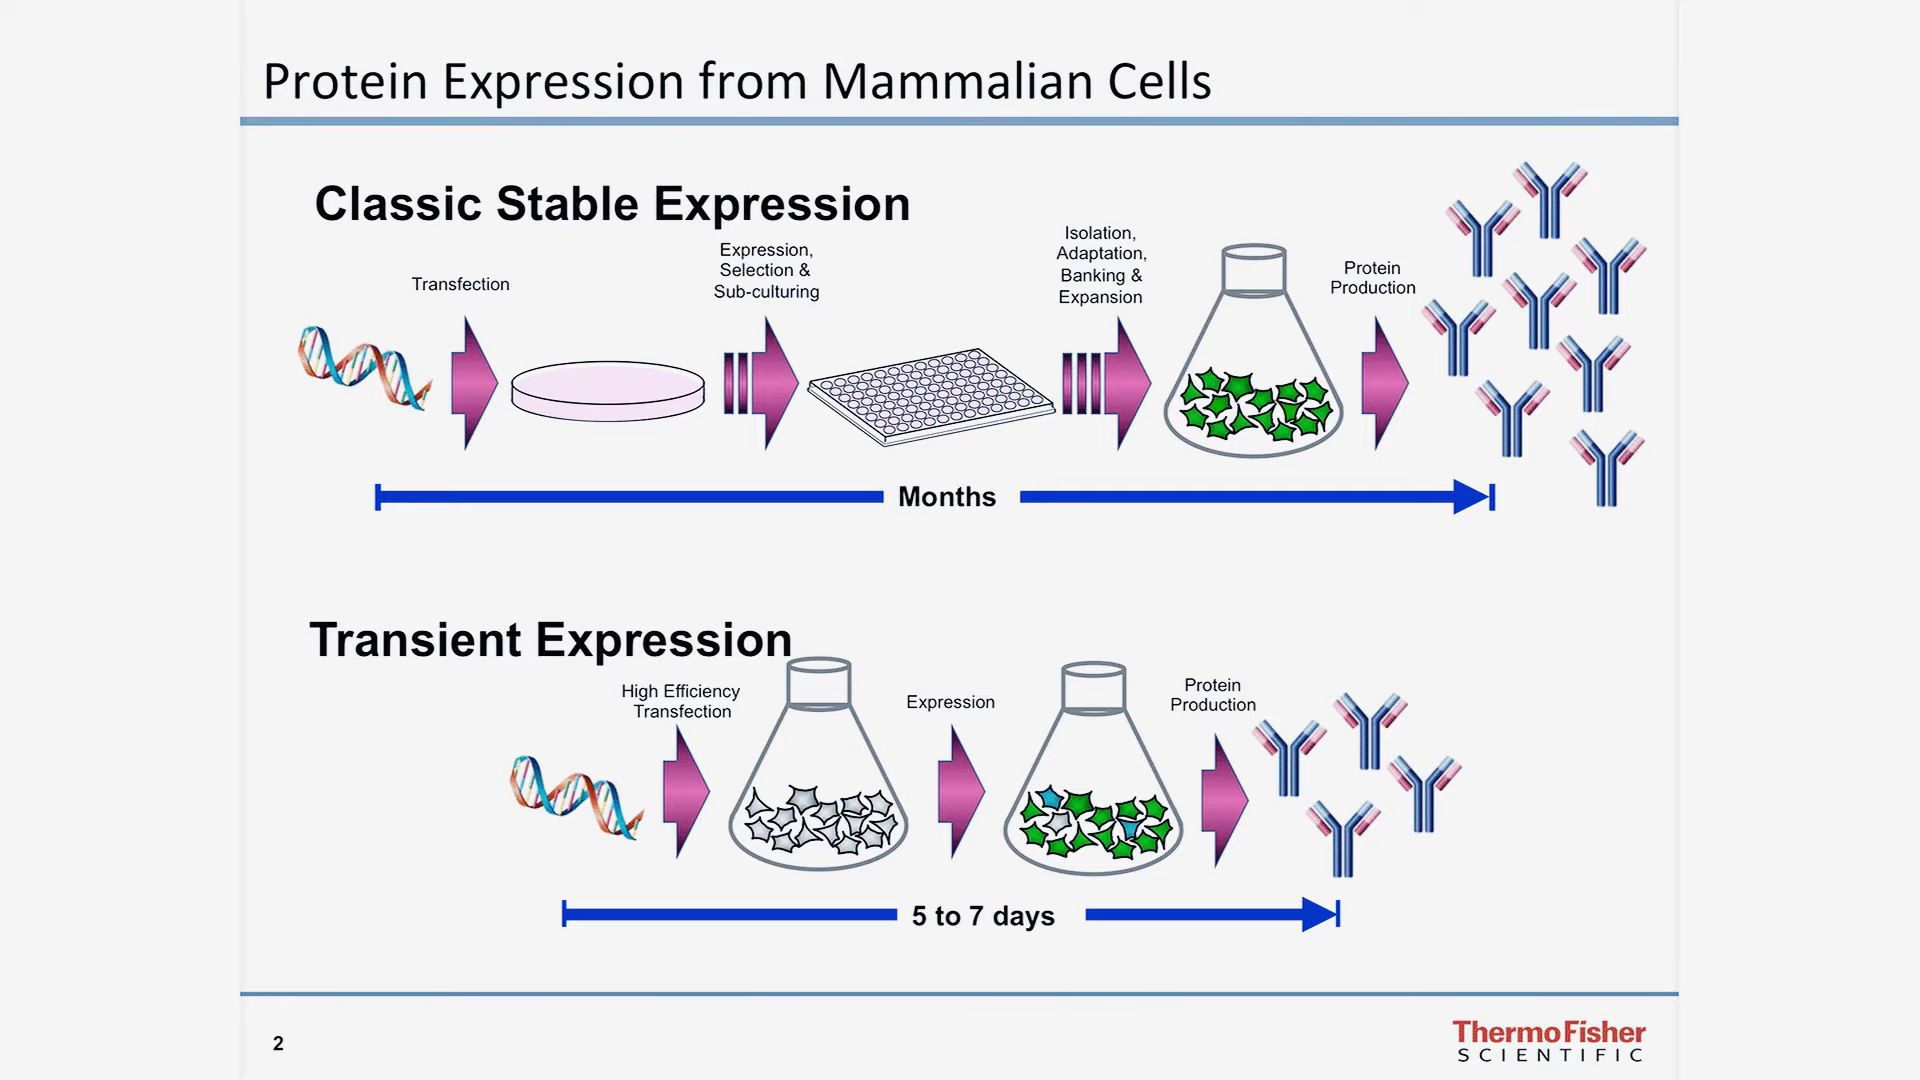 Protein Expression from Mammalian Cells
Classic Stable Expression
Transfection
Expression,
Selection &
Sub-culturing
Isolation,
Adaptation,
Banking &
Expansion
Protein
Production
Months
Transient Expression
High Efficiency
Transfection
Expression
Protein
Production
5 to 7 days
2
ThermoFisher
SCIENTIFIC